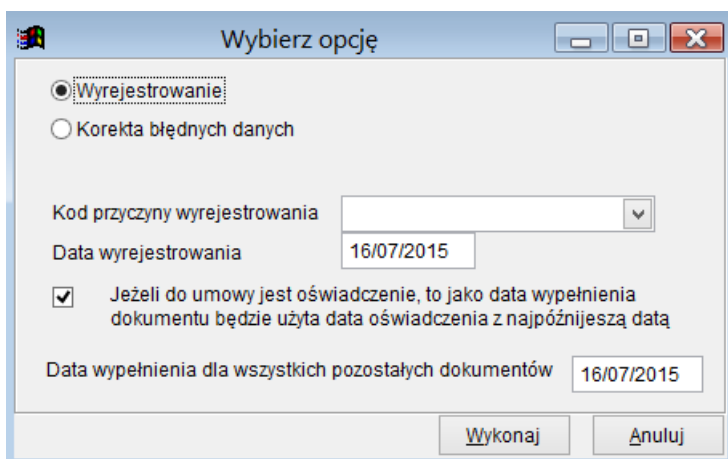 Wybierz opcję
Wyrejestrowanie
Korekta błędnych danych
Kod przyczyny wyrejestrowania
Data wyrejestrowania 16/07/2015
Jeżeli do umowy jest oświadczenie, to jako data wypełnienia
dokumentu będzie użyta data oświadczenia z najpóźnijeszą datą
Data wypełnienia dla wszystkich pozostałych dokumentów 16/07/2015
Wykonaj Anuluj